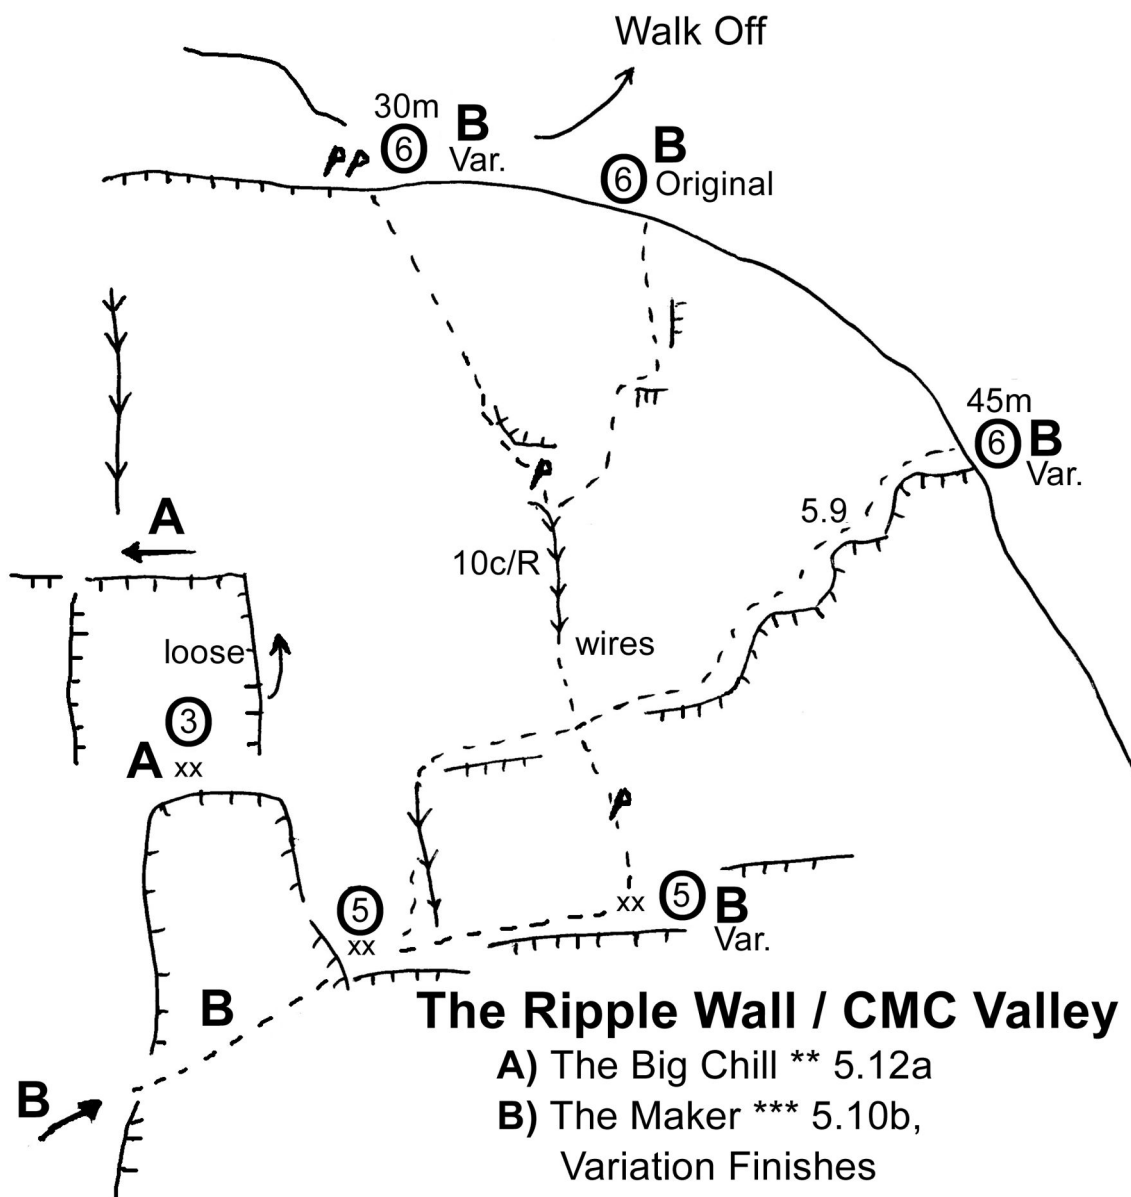 Walk Off
30m
6
B
Var.
B
6
Original
45m
6
B
Var.
A
5.9
10c/R
wires
loose
3
A
xx
5
xx
xx
5
B
Var.
B
B
The Ripple Wall / CMC Valley
A) The Big Chill ** 5.12a
B) The Maker *** 5.10b,
Variation Finishes